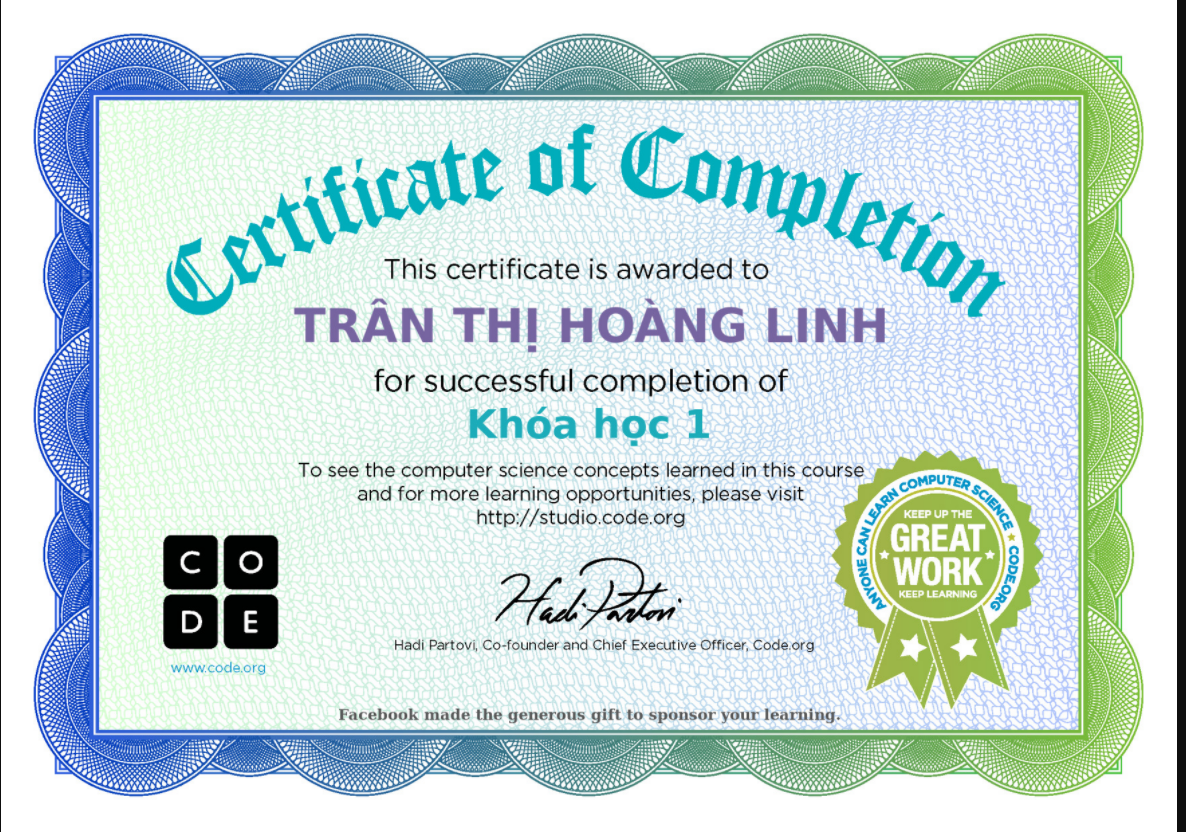 Certificate of Completion
This certificate is awarded to
TRÂN THỊ HOÀNG LINH
for successful completion of
Khóa học 1
To see the computer science concepts learned in this course
and for more learning opportunities, please visit
http://studio.code.org
C O
D E
www.code.org
Hadi Partovi
Hadi Partovi, Co-founder and Chief Executive Officer, Code.org
ANYONE CAN LEARN COMPUTER SCIENCE ★ CODE.ORG
KEEP UP THE
GREAT
WORK
KEEP LEARNING
Facebook made the generous gift to sponsor your learning.